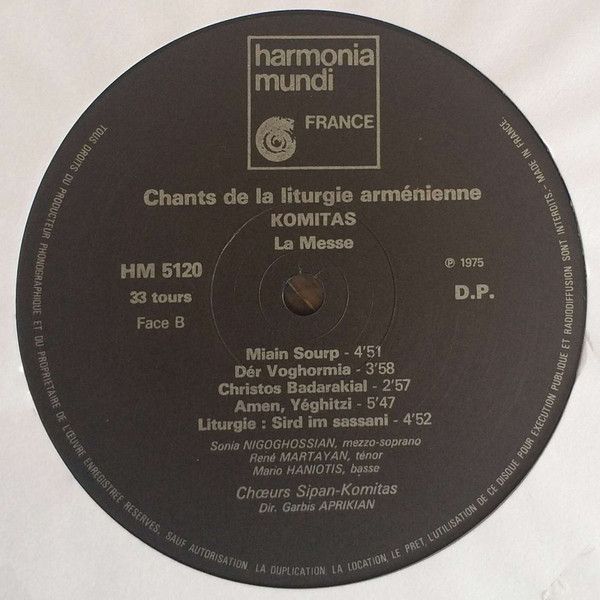 harmonia
mundi
FRANCE
Chants de la liturgie arménienne
KOMITAS
La Messe
HM 5120
33 tours
Face B
℗ 1975
D.P.
Miain Sourp - 4'51
Dér Voghormia - 3'58
Christos Badarakial - 2'57
Amen, Yéghitzi - 5'47
Liturgie : Sird im sassani - 4'52
Sonia NIGOGHOSSIAN, mezzo-soprano
René MARTAYAN, ténor
Mario HANIOTIS, basse
Chœurs Sipan-Komitas
Dir. Garbis APRIKIAN
TOUS DROITS DU PRODUCTEUR PHONOGRAPHIQUE ET DU PROPRIETAIRE DE L'ŒUVRE ENREGISTREE RESERVES, SAUF AUTORISATION LA DUPLICATION, LA LOCATION, LE PRET, L'UTILISATION DE CE DISQUE POUR EXECUTION PUBLIQUE ET RADIODIFFUSION SONT INTERDITS.- MADE IN FRANCE.